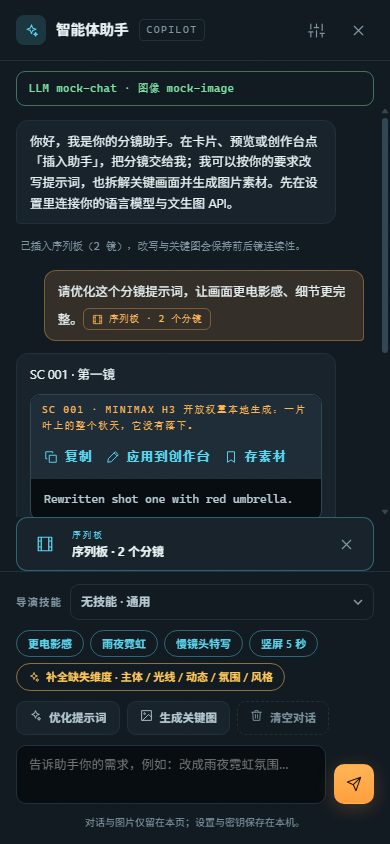 智能体助手 COPILOT
LLM mock-chat · 图像 mock-image
你好，我是你的分镜助手。在卡片、预览或创作台点
「插入助手」，把分镜交给我；我可以按你的要求改
写提示词，也拆解关键画面并生成图片素材。先在设
置里连接你的语言模型与文生图 API。
已插入序列板（2 镜），改写与关键图会保持前后镜连续性。
请优化这个分镜提示词，让画面更电影感、细节更完
整。 序列板 · 2 个分镜
SC 001 · 第一镜
SC 001 · MINIMAX H3 开放权重本地生成：一片
叶上的整个秋天，它没有落下。
复制 应用到创作台 存素材
Rewritten shot one with red umbrella.
序列板
序列板 · 2 个分镜
导演技能 无技能 · 通用
更电影感 雨夜霓虹 慢镜头特写 竖屏 5 秒
补全缺失维度 · 主体 / 光线 / 动态 / 氛围 / 风格
优化提示词 生成关键图 清空对话
告诉助手你的需求，例如：改成雨夜霓虹氛围…
对话与图片仅留在本页；设置与密钥保存在本机。